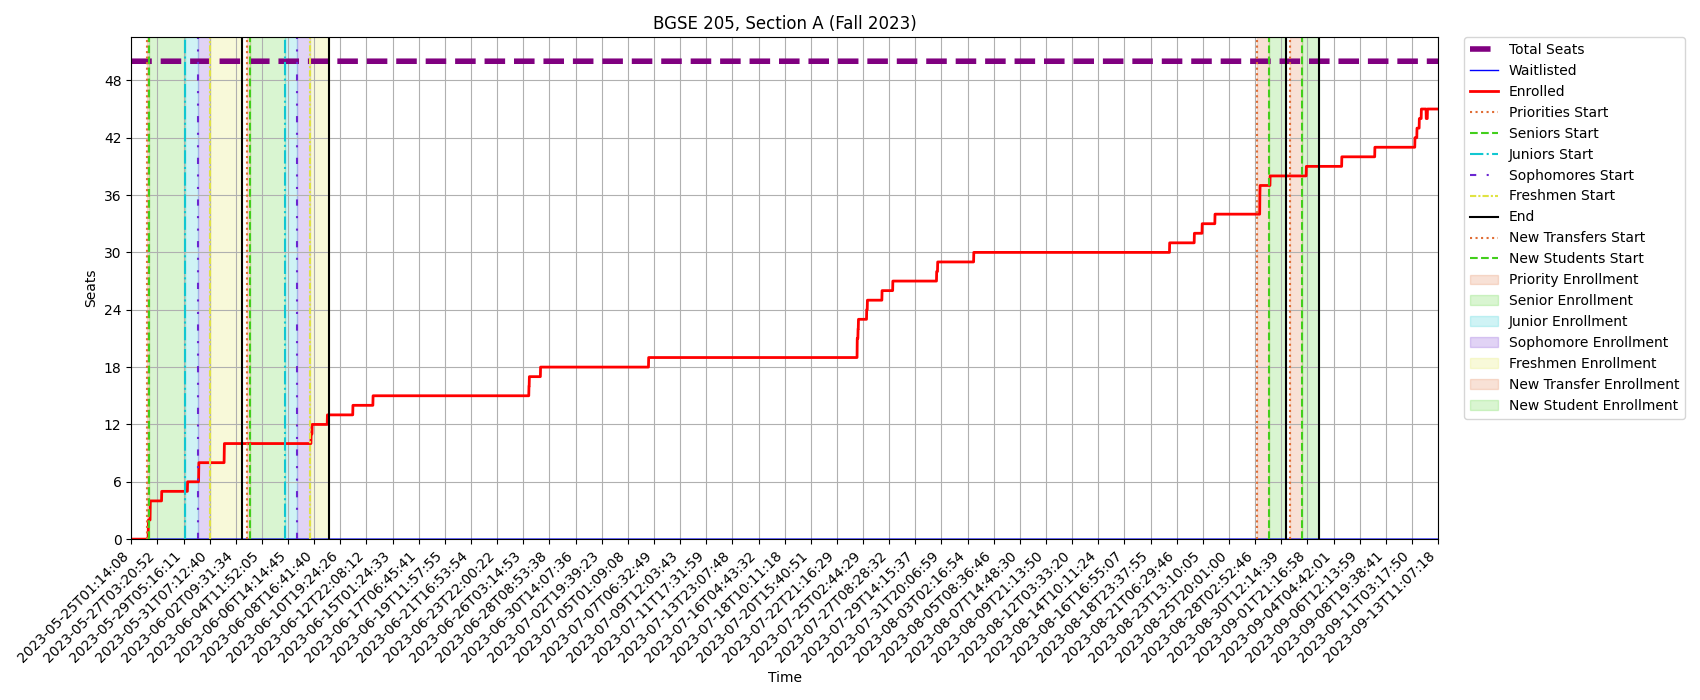 BGSE 205, Section A (Fall 2023)
Seats
48
42
36
30
24
18
12
6
0
2023-05-25T01:14:08
2023-05-27T03:20:52
2023-05-29T05:16:11
2023-05-31T07:12:40
2023-06-02T09:31:34
2023-06-04T11:52:05
2023-06-06T14:14:45
2023-06-08T16:41:40
2023-06-10T19:24:26
2023-06-12T22:08:12
2023-06-15T01:24:33
2023-06-17T06:45:41
2023-06-19T11:57:55
2023-06-21T16:53:54
2023-06-23T22:00:22
2023-06-26T03:14:53
2023-06-28T08:53:38
2023-06-30T14:07:36
2023-07-02T19:39:23
2023-07-05T01:09:08
2023-07-07T06:32:49
2023-07-09T12:03:43
2023-07-11T17:31:59
2023-07-13T23:07:48
2023-07-16T04:43:32
2023-07-18T10:11:18
2023-07-20T15:40:51
2023-07-22T21:16:29
2023-07-25T02:44:29
2023-07-27T08:28:32
2023-07-29T14:15:37
2023-07-31T20:06:59
2023-08-03T02:16:54
2023-08-05T08:36:46
2023-08-07T14:48:30
2023-08-09T21:13:50
2023-08-12T03:33:20
2023-08-14T10:11:24
2023-08-16T16:55:07
2023-08-18T23:37:55
2023-08-21T06:29:46
2023-08-23T13:10:05
2023-08-25T20:01:00
2023-08-28T02:52:46
2023-08-30T12:14:39
2023-09-01T21:16:58
2023-09-04T04:42:01
2023-09-06T12:13:59
2023-09-08T19:38:41
2023-09-11T03:17:50
2023-09-13T11:07:18
Time
Total Seats
Waitlisted
Enrolled
Priorities Start
Seniors Start
Juniors Start
Sophomores Start
Freshmen Start
End
New Transfers Start
New Students Start
Priority Enrollment
Senior Enrollment
Junior Enrollment
Sophomore Enrollment
Freshmen Enrollment
New Transfer Enrollment
New Student Enrollment